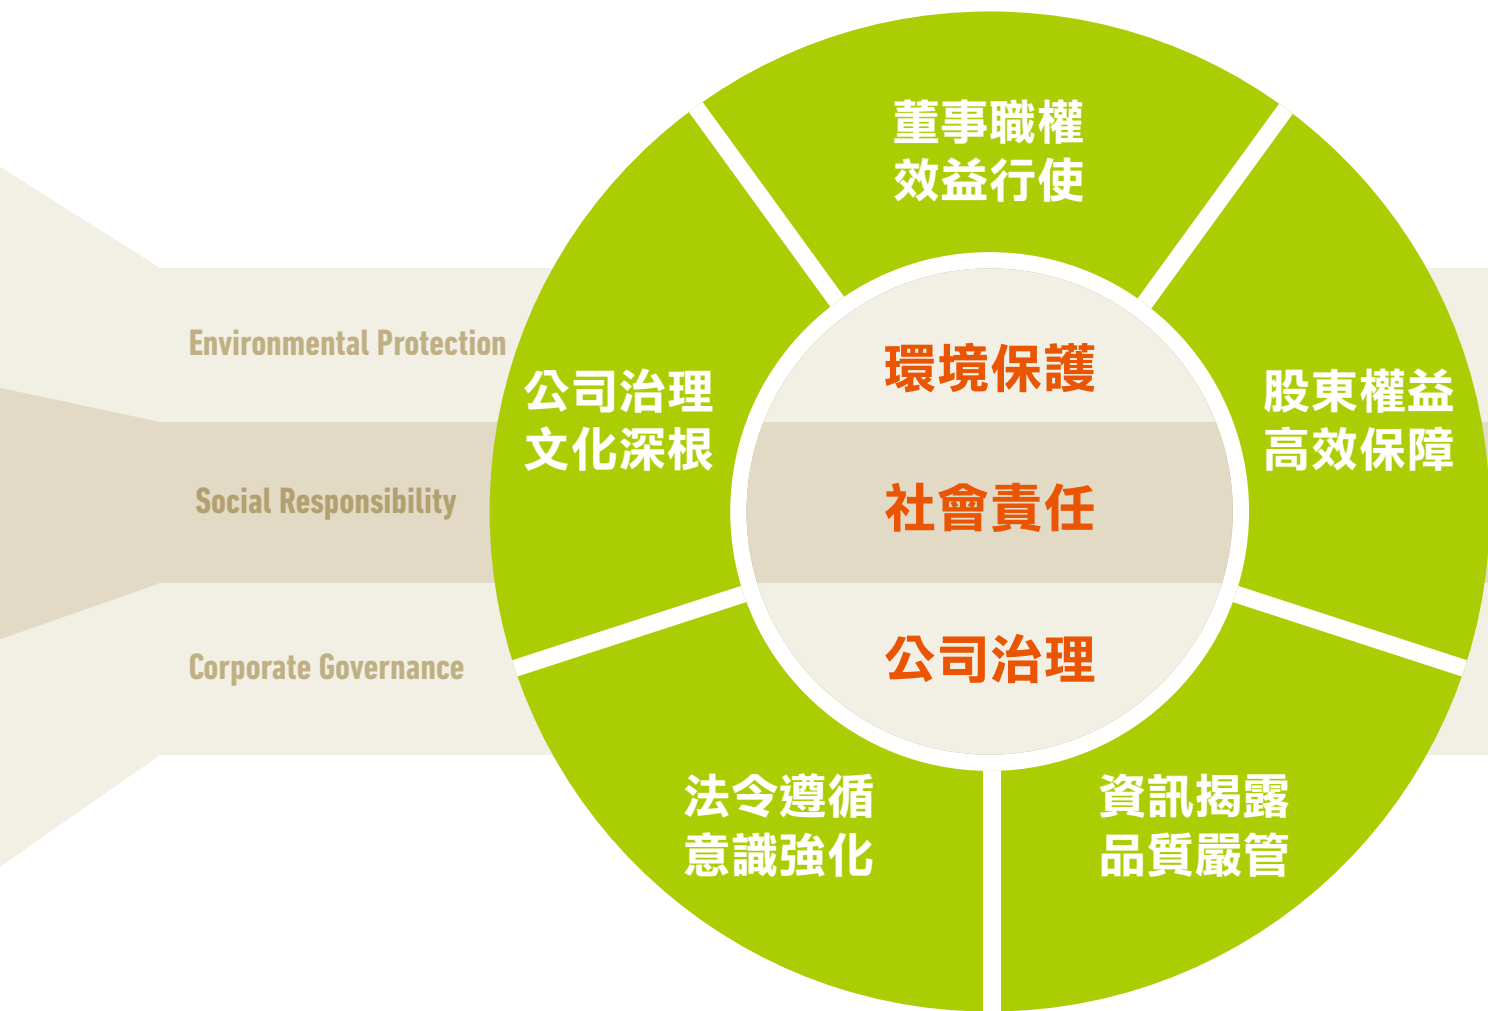 董事職權
效益行使
Environmental Protection
環境保護
公司治理
文化深根
股東權益
高效保障
Social Responsibility
社會責任
Corporate Governance
公司治理
法令遵循
意識強化
資訊揭露
品質嚴管